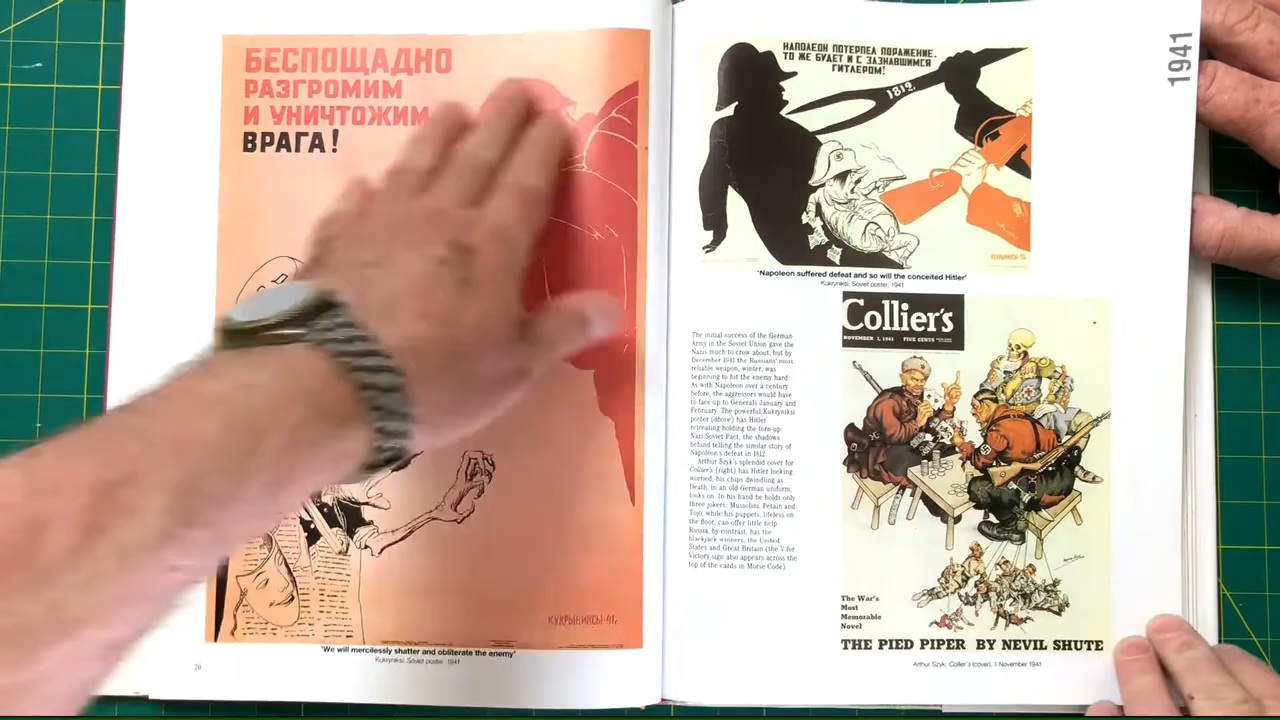 БЕСПОЩАДНО
РАЗГРОМИМ
И УНИЧТОЖИМ
ВРАГА!
КУКРЫНИКСЫ-41г.
'We will mercilessly shatter and obliterate the enemy'
Kukryniksi, Soviet poster, 1941
70
1941
НАПОЛЕОН ПОТЕРПЕЛ ПОРАЖЕНИЕ.
ТО ЖЕ БУДЕТ И С ЗАЗНАВШИМСЯ
ГИТЛЕРОМ!
1812.
'Napoleon suffered defeat and so will the conceited Hitler'
Kukryniksi, Soviet poster, 1941
The initial success of the German
Army in the Soviet Union gave the
Nazis much to crow about, but by
December 1941 the Russians' most
reliable weapon, winter, was
beginning to hit the enemy hard.
As with Napoleon over a century
before, the aggressors would have
to face up to Generals January and
February. The powerful Kukryniksi
poster (above) has Hitler
retreating holding the torn-up
Nazi-Soviet Pact, the shadows
behind telling the similar story of
Napoleon's defeat in 1812.
Arthur Szyk's splendid cover for
Collier's (right) has Hitler looking
worried, his chips dwindling as
Death, in an old German uniform,
looks on. In his hand he holds only
three jokers: Mussolini, Petain and
Tojo, while his puppets, lifeless on
the floor, can offer little help.
Russia, by contrast, has the
blackjack winners, the United
States and Great Britain (the V for
Victory sign also appears across the
top of the cards in Morse Code).
Collier's
NOVEMBER 1, 1941 FIVE CENTS
The War's
Most
Memorable
Novel
THE PIED PIPER BY NEVIL SHUTE
Arthur Szyk, Collier's (cover), 1 November 1941